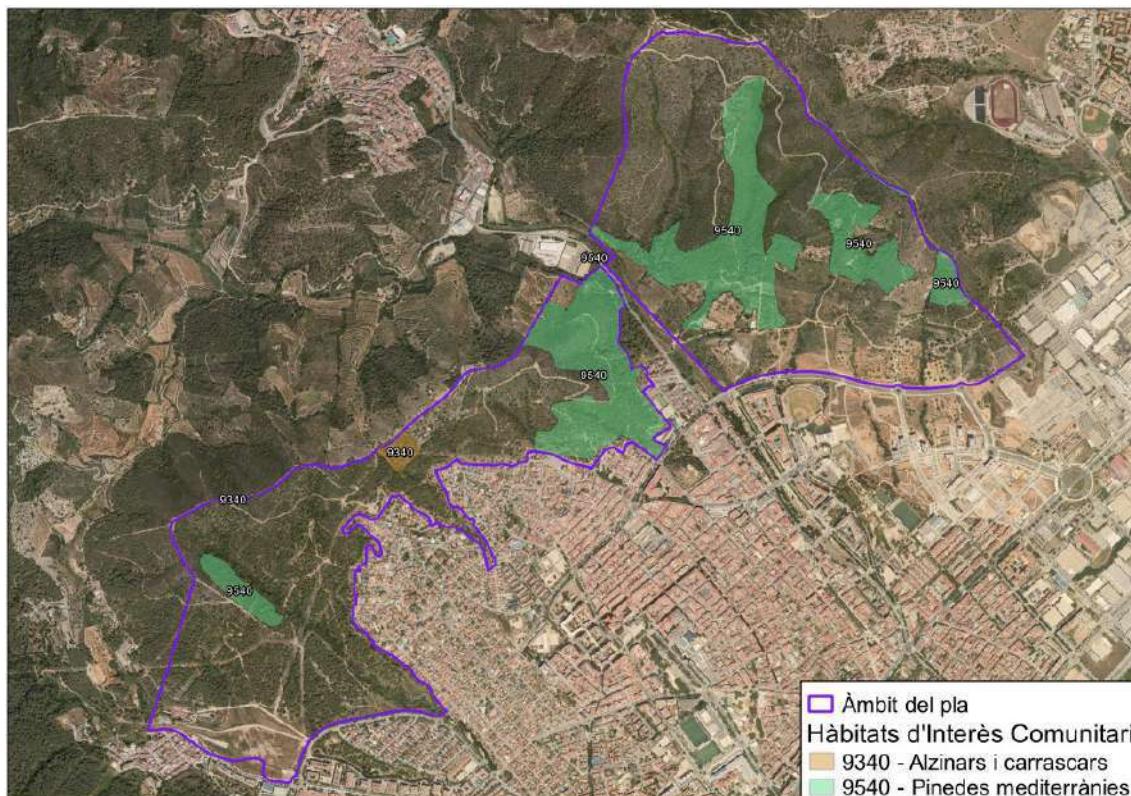 9540
9540
9540
9540
9540
9340
9340
9540
Àmbit del pla
Hàbitats d'Interès Comunitari
9340 - Alzinars i carrascars
9540 - Pinedes mediterrànies